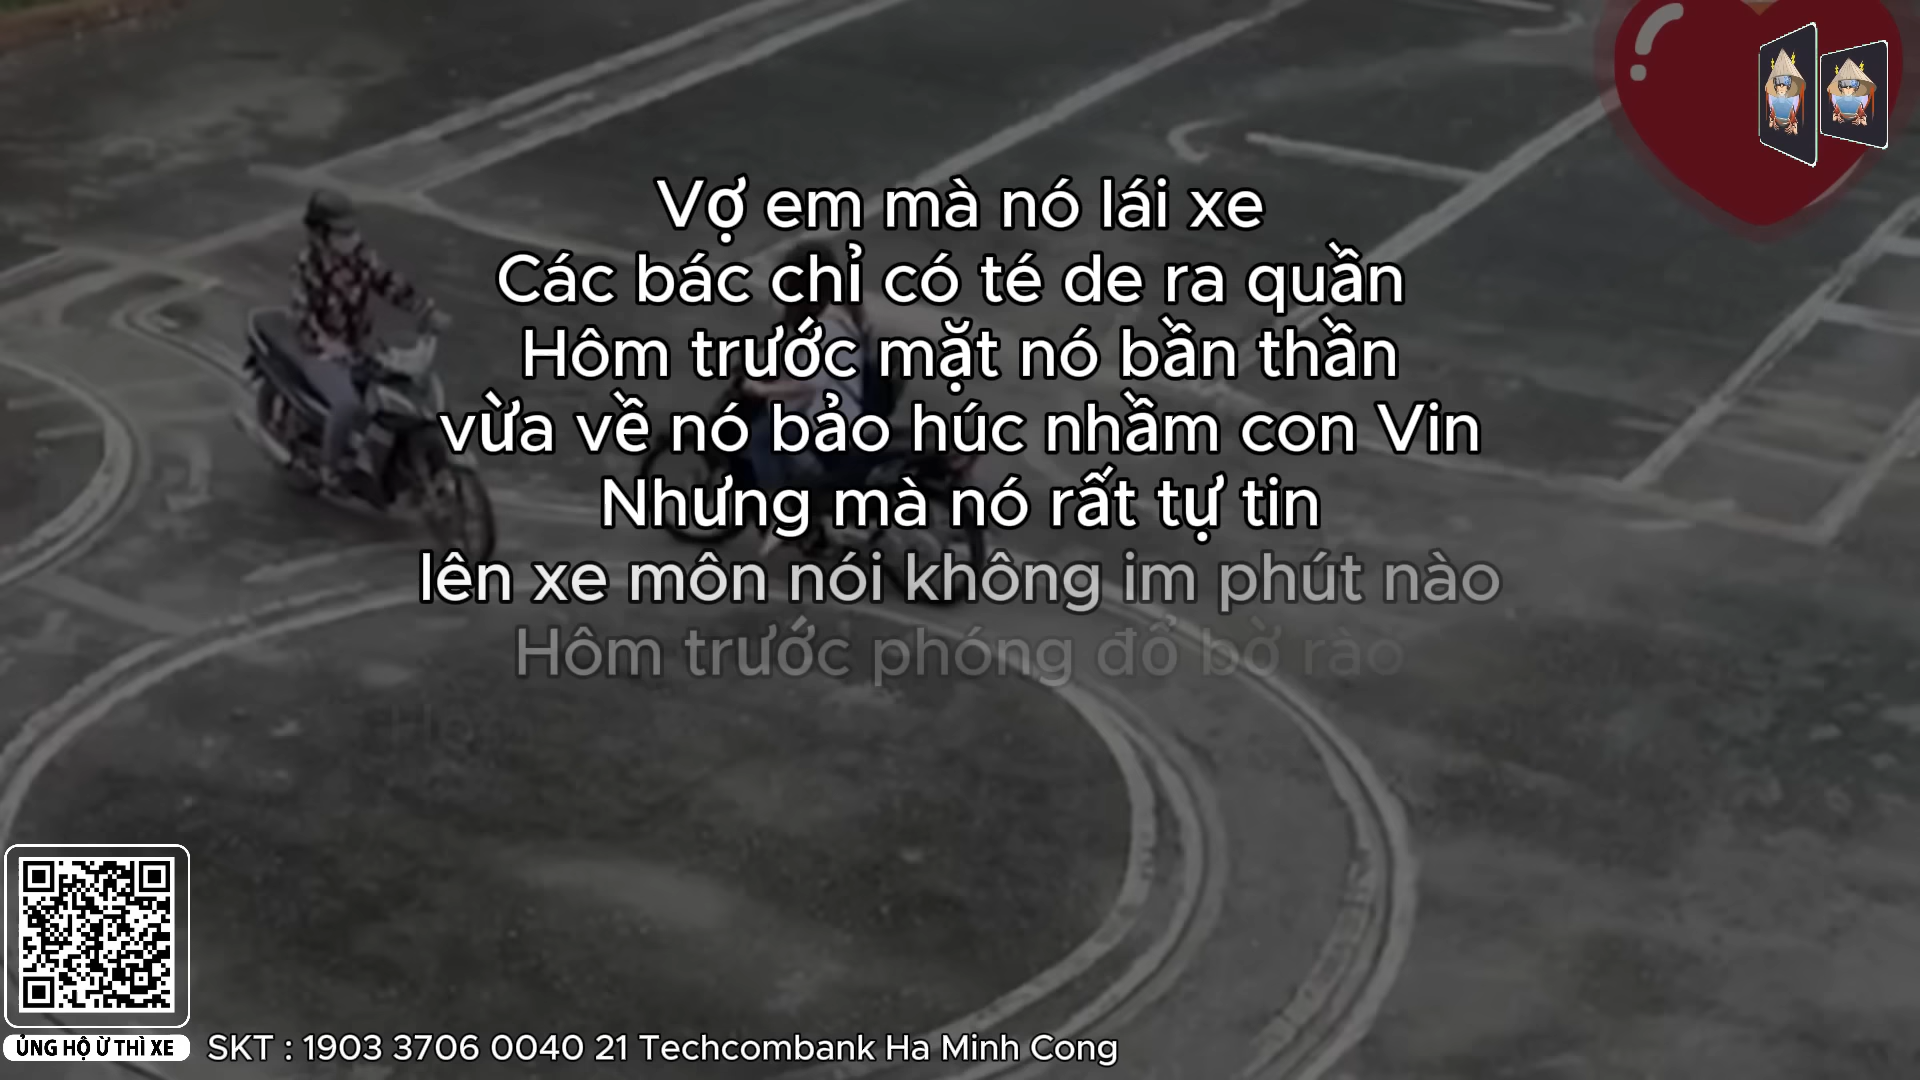 Vợ em mà nó lái xe
Các bác chỉ có té de ra quần
Hôm trước mặt nó bần thần
vừa về nó bảo húc nhầm con Vin
Nhưng mà nó rất tự tin
lên xe môn nói không im phút nào
Hôm trước phóng đổ bờ rào
ỦNG HỘ Ừ THÌ XE
SKT : 1903 3706 0040 21 Techcombank Ha Minh Cong